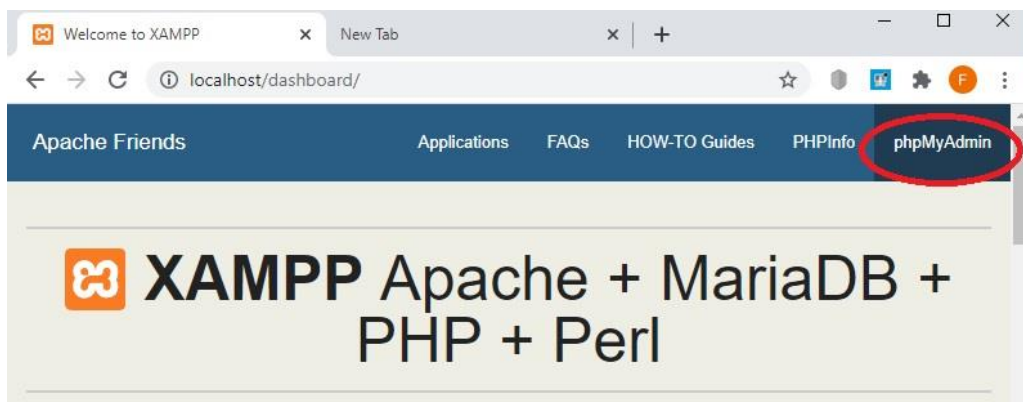 Welcome to XAMPP New Tab
localhost/dashboard/ F
Apache Friends Applications FAQs HOW-TO Guides PHPInfo phpMyAdmin
XAMPP Apache + MariaDB +
PHP + Perl